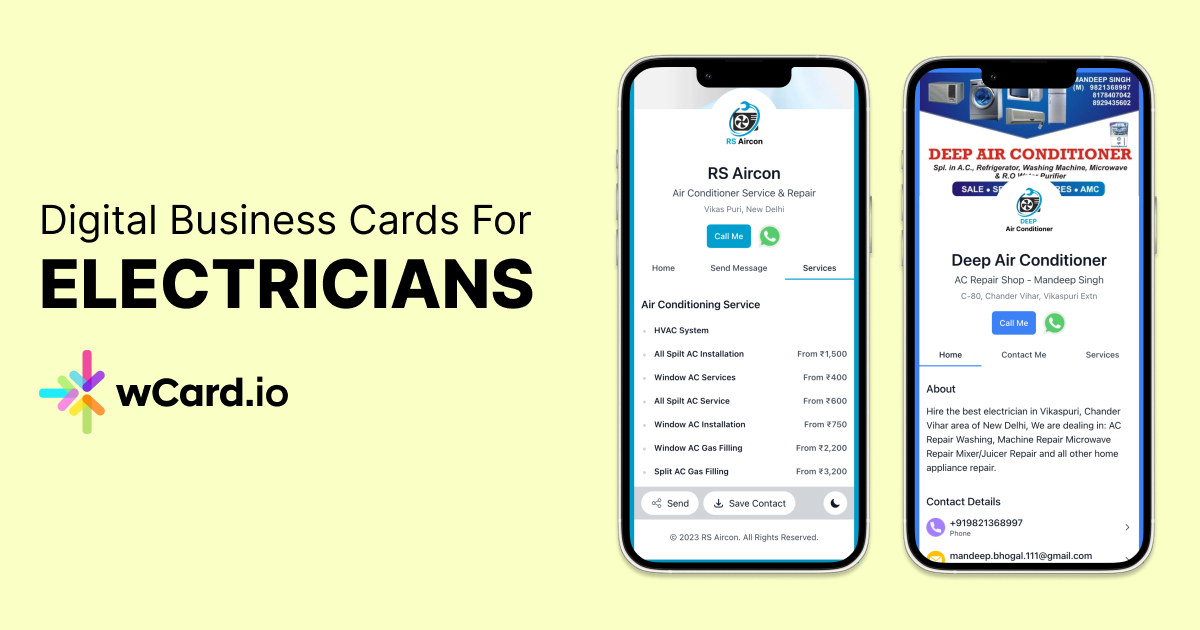 Digital Business Cards For
ELECTRICIANS
wCard.io
RS Aircon
RS Aircon
Air Conditioner Service & Repair
Vikas Puri, New Delhi
Call Me
Home Send Message Services
Air Conditioning Service
HVAC System
All Spilt AC Installation From ₹1,500
Window AC Services From ₹400
All Spilt AC Service From ₹600
Window AC Installation From ₹750
Window AC Gas Filling From ₹2,200
Split AC Gas Filling From ₹3,200
Send Save Contact
© 2023 RS Aircon. All Rights Reserved.
MANDEEP SINGH
(M) 9821368997
8178407042
8929435602
DEEP AIR CONDITIONER
Spl. in A.C., Refrigerator, Washing Machine, Microwave
& R.O Purifier
SALE • • AMC
DEEP
Air Conditioner
Deep Air Conditioner
AC Repair Shop - Mandeep Singh
C-80, Chander Vihar, Vikaspuri Extn
Call Me
Home Contact Me Services
About
Hire the best electrician in Vikaspuri, Chander
Vihar area of New Delhi, We are dealing in: AC
Repair Washing, Machine Repair Microwave
Repair Mixer/Juicer Repair and all other home
appliance repair.
Contact Details
+919821368997
Phone
mandeep.bhogal.111@gmail.com